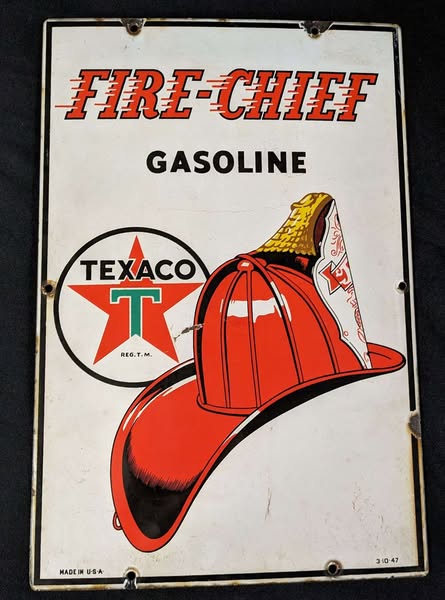 FIRE-CHIEF
GASOLINE
TEXACO
T
REG. T. M.
MADE IN U·S·A·
3-10-47